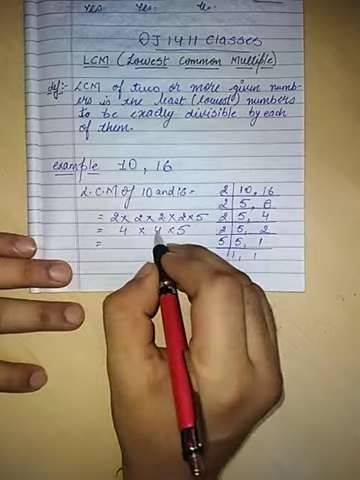 yes. yes. no.
OJ 1411 Classes
LCM (Lowest Common Multiple)
def:- LCM of two or more given numb-
ers is the least (lowest) numbers
to be exactly divisible by each
of them.
example 10, 16
L.C.M of 10 and 16 =
= 2 × 2 × 2 × 2 × 5
= 4 × 4 × 5
=
2 | 10, 16
2 | 5, 8
2 | 5, 4
2 | 5, 2
5 | 5, 1
1, 1